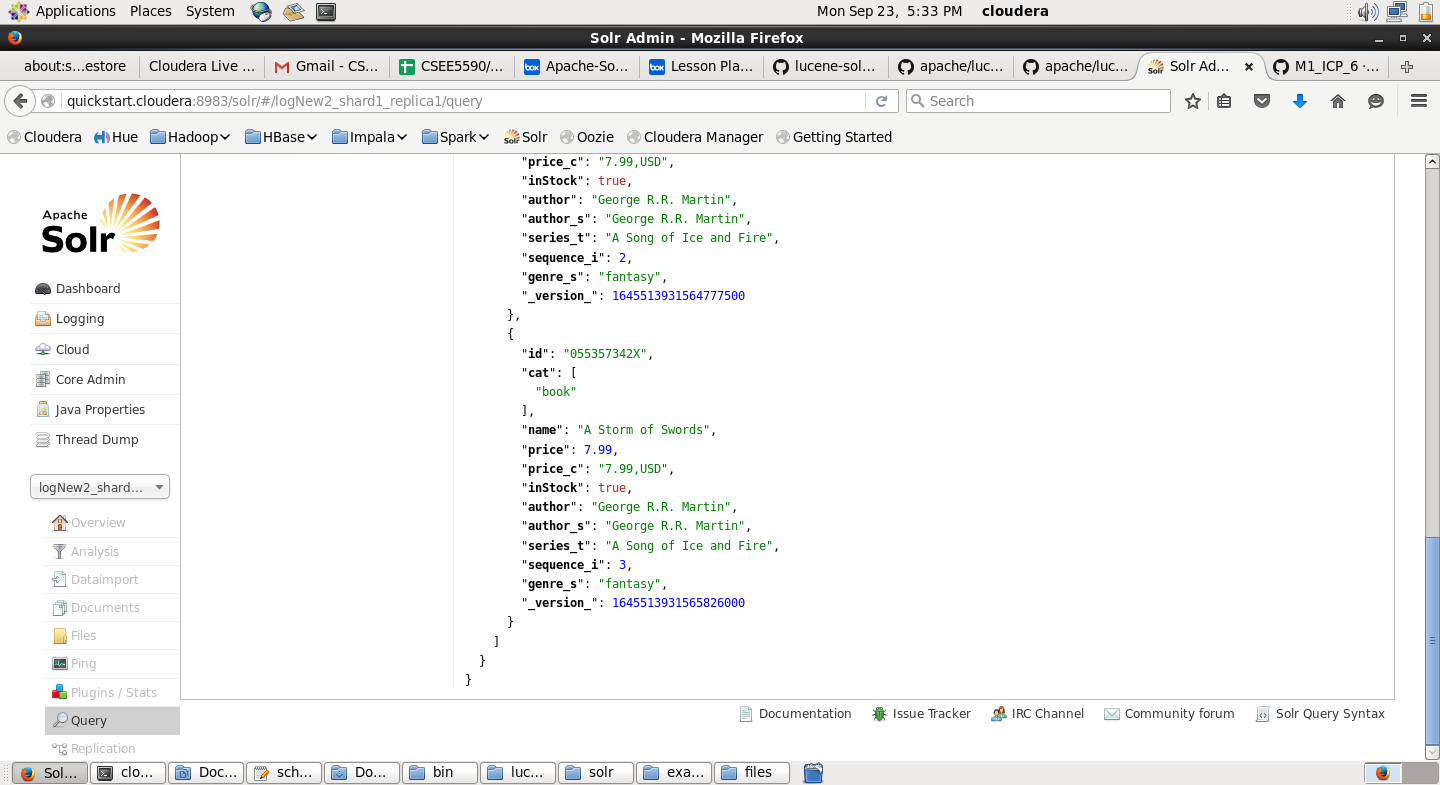 Applications Places System Mon Sep 23, 5:33 PM cloudera
Solr Admin - Mozilla Firefox
about:s…estore Cloudera Live … Gmail - CS… CSEE5590/… Apache-So… Lesson Pla… lucene-sol… apache/luc… apache/luc… Solr Ad… M1_ICP_6 ·…
quickstart.cloudera:8983/solr/#/logNew2_shard1_replica1/query Search
Cloudera Hue Hadoop HBase Impala Spark Solr Oozie Cloudera Manager Getting Started
Apache
Solr
Dashboard
Logging
Cloud
Core Admin
Java Properties
Thread Dump
logNew2_shard...
Overview
Analysis
Dataimport
Documents
Files
Ping
Plugins / Stats
Query
Replication
"price_c": "7.99,USD",
"inStock": true,
"author": "George R.R. Martin",
"author_s": "George R.R. Martin",
"series_t": "A Song of Ice and Fire",
"sequence_i": 2,
"genre_s": "fantasy",
"_version_": 1645513931564777500
},
{
"id": "055357342X",
"cat": [
"book"
],
"name": "A Storm of Swords",
"price": 7.99,
"price_c": "7.99,USD",
"inStock": true,
"author": "George R.R. Martin",
"author_s": "George R.R. Martin",
"series_t": "A Song of Ice and Fire",
"sequence_i": 3,
"genre_s": "fantasy",
"_version_": 1645513931565826000
}
]
}
}
Documentation Issue Tracker IRC Channel Community forum Solr Query Syntax
Sol… clo… Doc… sch… Do… bin luc… solr exa… files